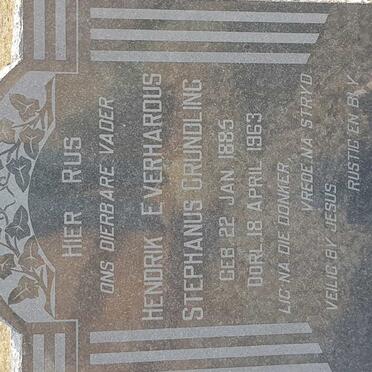 HIER RUS
ONS DIERBARE VADER
HENDRIK EVERHARDUS
STEPHANUS GRUNDLING
GEB 22 JAN 1885
OORL 18 APRIL 1963
LIG NA DIE DONKER,
VREDE NA STRYD
VEILIG BY JESUS,
RUSTIG EN BLY